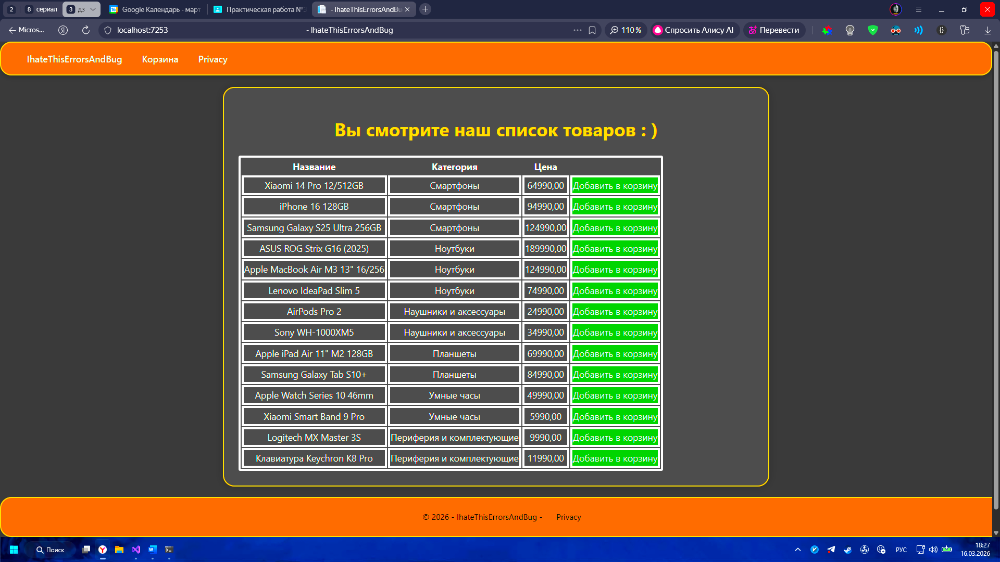 2 8 сериал 3 дз Google Календарь - март Практическая работа №3 - IhateThisErrorsAndBu
Micros... localhost:7253 - IhateThisErrorsAndBug 110 % Спросить Алису AI Перевести
IhateThisErrorsAndBug Корзина Privacy
Вы смотрите наш список товаров : )
Название Категория Цена
Xiaomi 14 Pro 12/512GB Смартфоны 64990,00 Добавить в корзину
iPhone 16 128GB Смартфоны 94990,00 Добавить в корзину
Samsung Galaxy S25 Ultra 256GB Смартфоны 124990,00 Добавить в корзину
ASUS ROG Strix G16 (2025) Ноутбуки 189990,00 Добавить в корзину
Apple MacBook Air M3 13" 16/256 Ноутбуки 124990,00 Добавить в корзину
Lenovo IdeaPad Slim 5 Ноутбуки 74990,00 Добавить в корзину
AirPods Pro 2 Наушники и аксессуары 24990,00 Добавить в корзину
Sony WH-1000XM5 Наушники и аксессуары 34990,00 Добавить в корзину
Apple iPad Air 11" M2 128GB Планшеты 69990,00 Добавить в корзину
Samsung Galaxy Tab S10+ Планшеты 84990,00 Добавить в корзину
Apple Watch Series 10 46mm Умные часы 49990,00 Добавить в корзину
Xiaomi Smart Band 9 Pro Умные часы 5990,00 Добавить в корзину
Logitech MX Master 3S Периферия и комплектующие 9990,00 Добавить в корзину
Клавиатура Keychron K8 Pro Периферия и комплектующие 11990,00 Добавить в корзину
© 2026 - IhateThisErrorsAndBug - Privacy
Поиск РУС 18:27
16.03.2026